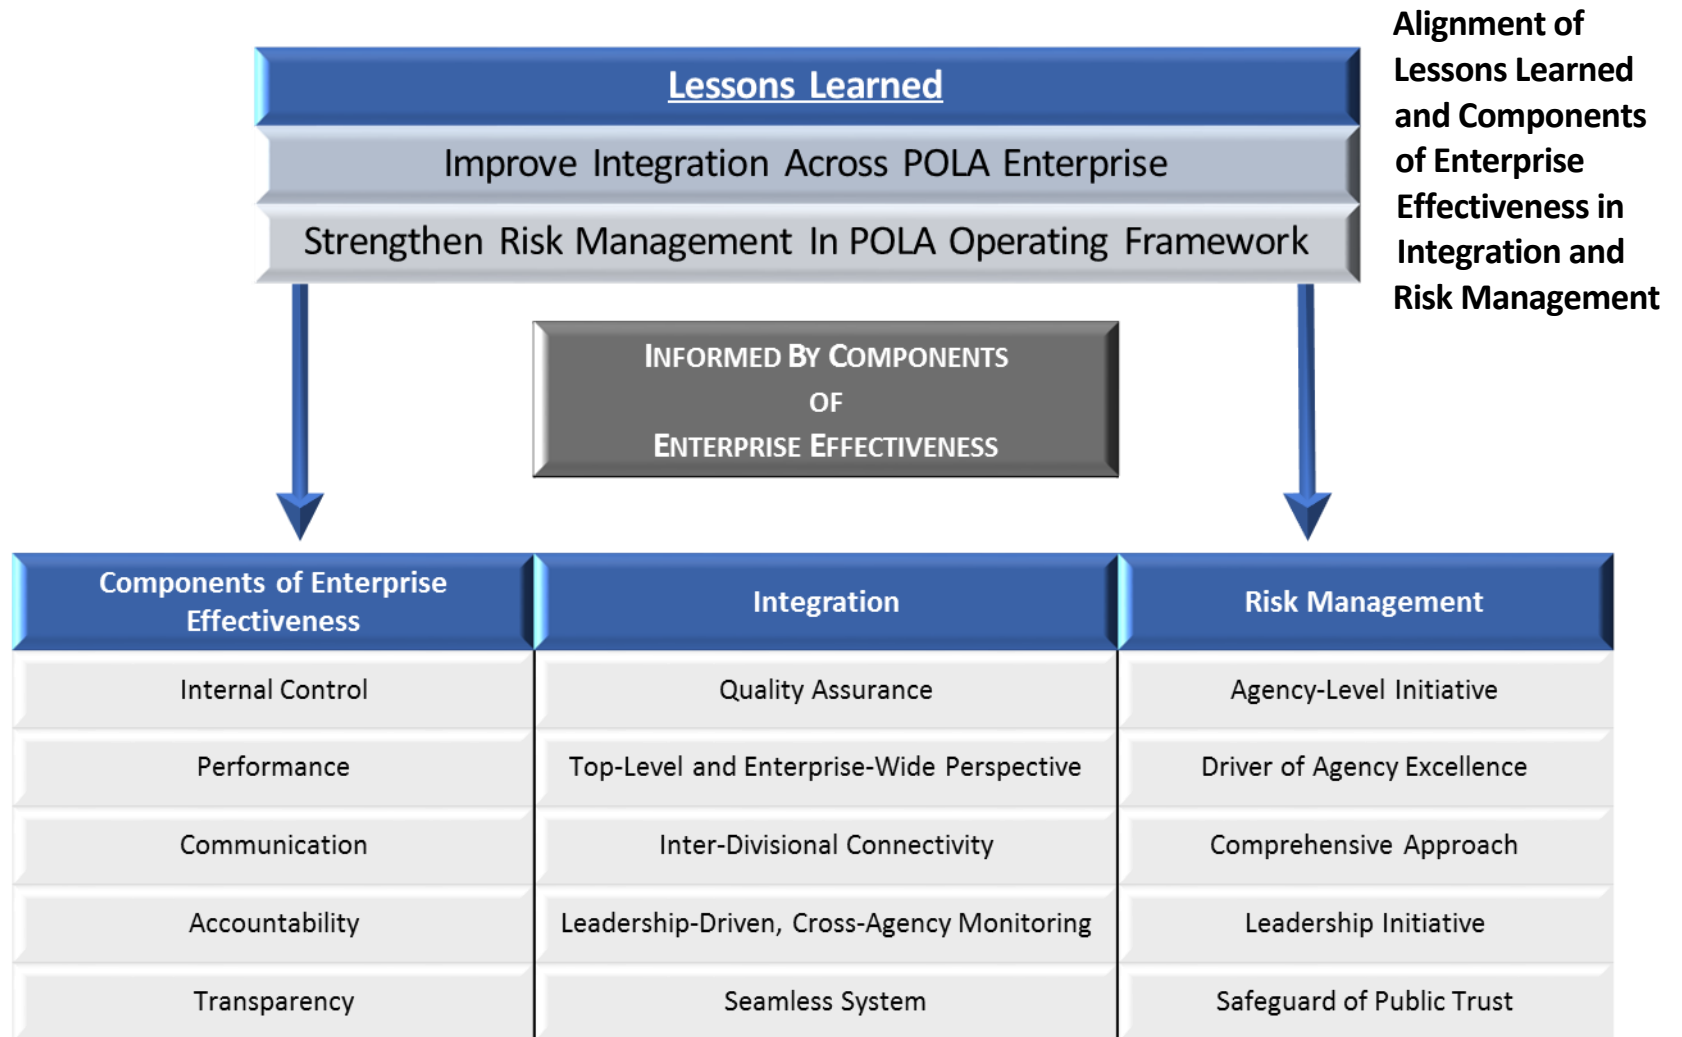 Alignment of
Lessons Learned
and Components
of Enterprise
Effectiveness in
Integration and
Risk Management
Lessons Learned
Improve Integration Across POLA Enterprise
Strengthen Risk Management In POLA Operating Framework
INFORMED BY COMPONENTS
OF
ENTERPRISE EFFECTIVENESS
Components of Enterprise
Effectiveness
Integration
Risk Management
Internal Control
Quality Assurance
Agency-Level Initiative
Performance
Top-Level and Enterprise-Wide Perspective
Driver of Agency Excellence
Communication
Inter-Divisional Connectivity
Comprehensive Approach
Accountability
Leadership-Driven, Cross-Agency Monitoring
Leadership Initiative
Transparency
Seamless System
Safeguard of Public Trust